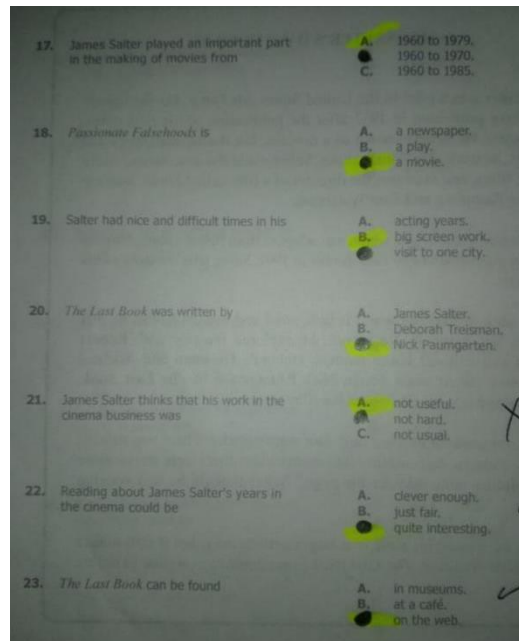 17. James Salter played an important part A. 1960 to 1979.
in the making of movies from 1960 to 1970.
C. 1960 to 1985.
18. Passionate Falsehoods is A. a newspaper.
B. a play.
a movie.
19. Salter had nice and difficult times in his A. acting years.
B. big screen work.
visit to one city.
20. The Last Book was written by A. James Salter.
B. Deborah Treisman.
Nick Paumgarten.
21. James Salter thinks that his work in the A. not useful.
cinema business was not hard.
C. not usual.
22. Reading about James Salter's years in A. clever enough.
the cinema could be B. just fair.
quite interesting.
23. The Last Book can be found A. in museums.
B. at a café.
on the web.